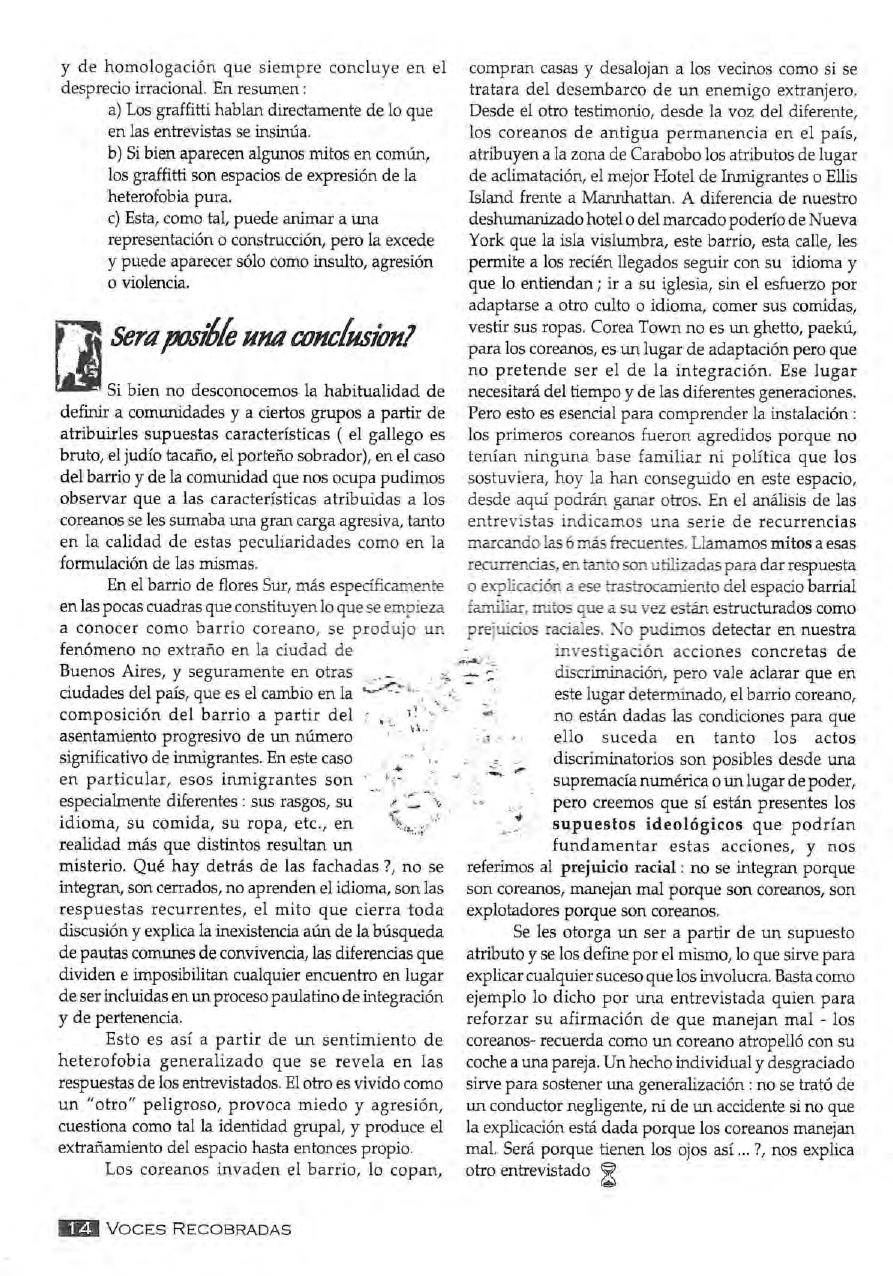 y de homologación que siempre concluye en el
desprecio irracional. En resumen :
a) Los graffitti hablan directamente de lo que
en las entrevistas se insinúa.
b) Si bien aparecen algunos mitos en común,
los graffitti son espacios de expresión de la
heterofobia pura.
c) Esta, como tal, puede animar a una
representación o construcción, pero la excede
y puede aparecer sólo como insulto, agresión
o violencia.
Sera posible una conclusion?
Si bien no desconocemos la habitualidad de
definir a comunidades y a ciertos grupos a partir de
atribuirles supuestas características ( el gallego es
bruto, el judío tacaño, el porteño sobrador), en el caso
del barrio y de la comunidad que nos ocupa pudimos
observar que a las características atribuidas a los
coreanos se les sumaba una gran carga agresiva, tanto
en la calidad de estas peculiaridades como en la
formulación de las mismas.
En el barrio de flores Sur, más específicamente
en las pocas cuadras que constituyen lo que se empieza
a conocer como barrio coreano, se produjo un
fenómeno no extraño en la ciudad de
Buenos Aires, y seguramente en otras
ciudades del país, que es el cambio en la
composición del barrio a partir del
asentamiento progresivo de un número
significativo de inmigrantes. En este caso
en particular, esos inmigrantes son
especialmente diferentes : sus rasgos, su
idioma, su comida, su ropa, etc., en
realidad más que distintos resultan un
misterio. Qué hay detrás de las fachadas ?, no se
integran, son cerrados, no aprenden el idioma, son las
respuestas recurrentes, el mito que cierra toda
discusión y explica la inexistencia aún de la búsqueda
de pautas comunes de convivencia, las diferencias que
dividen e imposibilitan cualquier encuentro en lugar
de ser incluidas en un proceso paulatino de integración
y de pertenencia.
Esto es así a partir de un sentimiento de
heterofobia generalizado que se revela en las
respuestas de los entrevistados. El otro es vivido como
un "otro" peligroso, provoca miedo y agresión,
cuestiona como tal la identidad grupal, y produce el
extrañamiento del espacio hasta entonces propio.
Los coreanos invaden el barrio, lo copan,
compran casas y desalojan a los vecinos como si se
tratara del desembarco de un enemigo extranjero.
Desde el otro testimonio, desde la voz del diferente,
los coreanos de antigua permanencia en el país,
atribuyen a la zona de Carabobo los atributos de lugar
de aclimatación, el mejor Hotel de Inmigrantes o Ellis
Island frente a Mannhattan. A diferencia de nuestro
deshumanizado hotel o del marcado poderío de Nueva
York que la isla vislumbra, este barrio, esta calle, les
permite a los recién llegados seguir con su idioma y
que lo entiendan ; ir a su iglesia, sin el esfuerzo por
adaptarse a otro culto o idioma, comer sus comidas,
vestir sus ropas. Corea Town no es un ghetto, paekú,
para los coreanos, es un lugar de adaptación pero que
no pretende ser el de la integración. Ese lugar
necesitará del tiempo y de las diferentes generaciones.
Pero esto es esencial para comprender la instalación :
los primeros coreanos fueron agredidos porque no
tenían ninguna base familiar ni política que los
sostuviera, hoy la han conseguido en este espacio,
desde aquí podrán ganar otros. En el análisis de las
entrevistas indicamos una serie de recurrencias
marcando las 6 más frecuentes. Llamamos mitos a esas
recurrencias, en tanto son utilizadas para dar respuesta
o explicación a ese trastrocamiento del espacio barrial
familiar, mitos que a su vez están estructurados como
prejuicios raciales. No pudimos detectar en nuestra
investigación acciones concretas de
discriminación, pero vale aclarar que en
este lugar determinado, el barrio coreano,
no están dadas las condiciones para que
ello suceda en tanto los actos
discriminatorios son posibles desde una
supremacía numérica o un lugar de poder,
pero creemos que sí están presentes los
supuestos ideológicos que podrían
fundamentar estas acciones, y nos
referimos al prejuicio racial : no se integran porque
son coreanos, manejan mal porque son coreanos, son
explotadores porque son coreanos.
Se les otorga un ser a partir de un supuesto
atributo y se los define por el mismo, lo que sirve para
explicar cualquier suceso que los involucra. Basta como
ejemplo lo dicho por una entrevistada quien para
reforzar su afirmación de que manejan mal - los
coreanos- recuerda como un coreano atropelló con su
coche a una pareja. Un hecho individual y desgraciado
sirve para sostener una generalización : no se trató de
un conductor negligente, ni de un accidente si no que
la explicación está dada porque los coreanos manejan
mal. Será porque tienen los ojos así ... ?, nos explica
otro entrevistado
14 VOCES RECOBRADAS